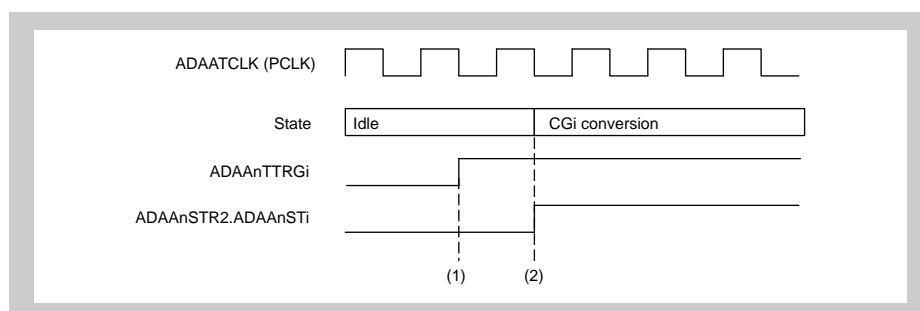 ADAATCLK (PCLK)
State Idle CGi conversion
ADAAnTTRGi
ADAAnSTR2.ADAAnSTi
(1) (2)